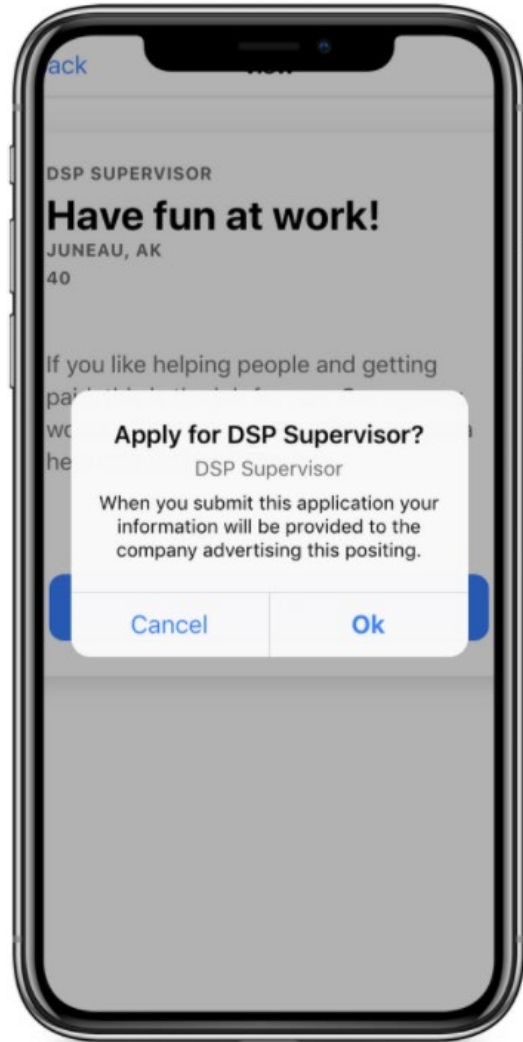 ack
DSP SUPERVISOR
Have fun at work!
JUNEAU, AK
40
If you like helping people and getting
Apply for DSP Supervisor?
DSP Supervisor
When you submit this application your
information will be provided to the
company advertising this positing.
Cancel
Ok